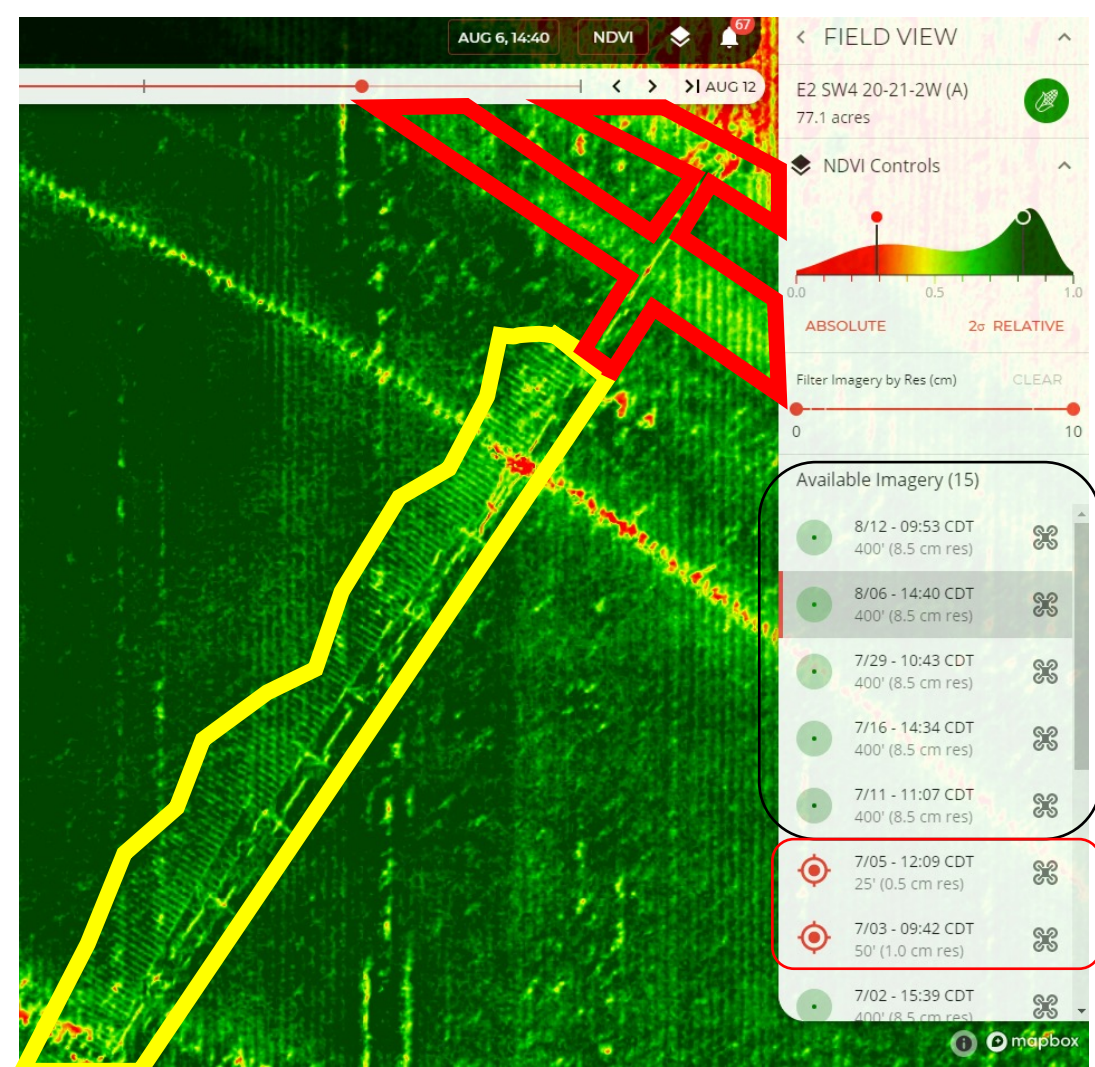 AUG 6, 14:40
NDVI
67
AUG 12
FIELD VIEW
E2 SW4 20-21-2W (A)
77.1 acres
NDVI Controls
0.0 0.5 1.0
ABSOLUTE 2σ RELATIVE
Filter Imagery by Res (cm) CLEAR
0 10
Available Imagery (15)
8/12 - 09:53 CDT
400' (8.5 cm res)
8/06 - 14:40 CDT
400' (8.5 cm res)
7/29 - 10:43 CDT
400' (8.5 cm res)
7/16 - 14:34 CDT
400' (8.5 cm res)
7/11 - 11:07 CDT
400' (8.5 cm res)
7/05 - 12:09 CDT
25' (0.5 cm res)
7/03 - 09:42 CDT
50' (1.0 cm res)
7/02 - 15:39 CDT
400' (8.5 cm res)
mapbox